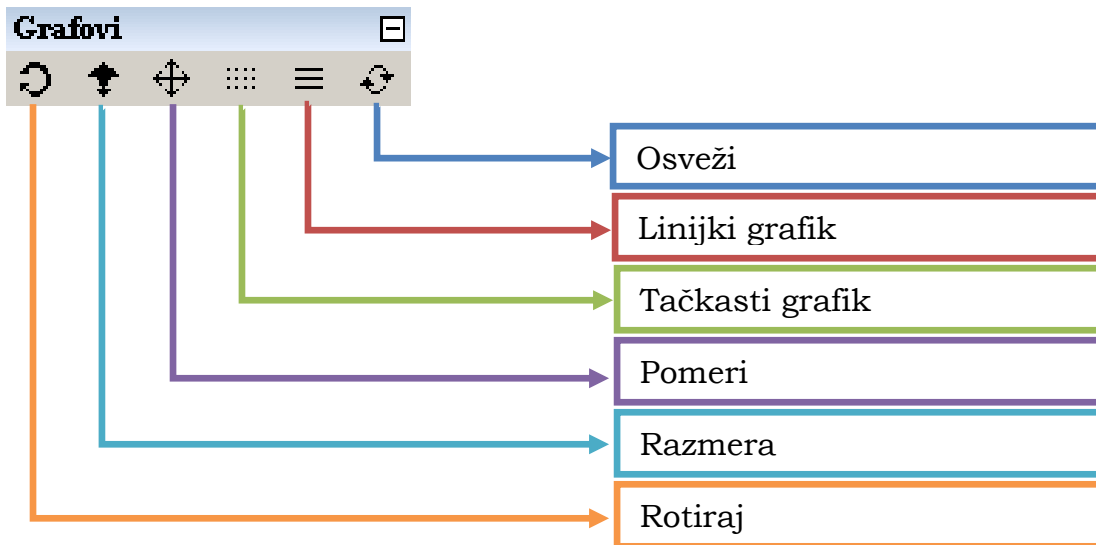 Grafovi
Osveži
Linijki grafik
Tačkasti grafik
Pomeri
Razmera
Rotiraj